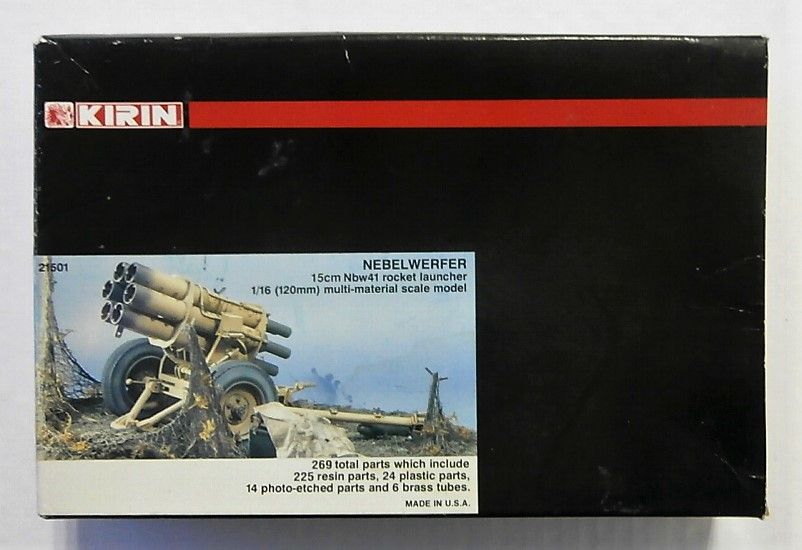 KIRIN
21501
NEBELWERFER
15cm Nbw41 rocket launcher
1/16 (120mm) multi-material scale model
269 total parts which include
225 resin parts, 24 plastic parts,
14 photo-etched parts and 6 brass tubes.
MADE IN U.S.A.